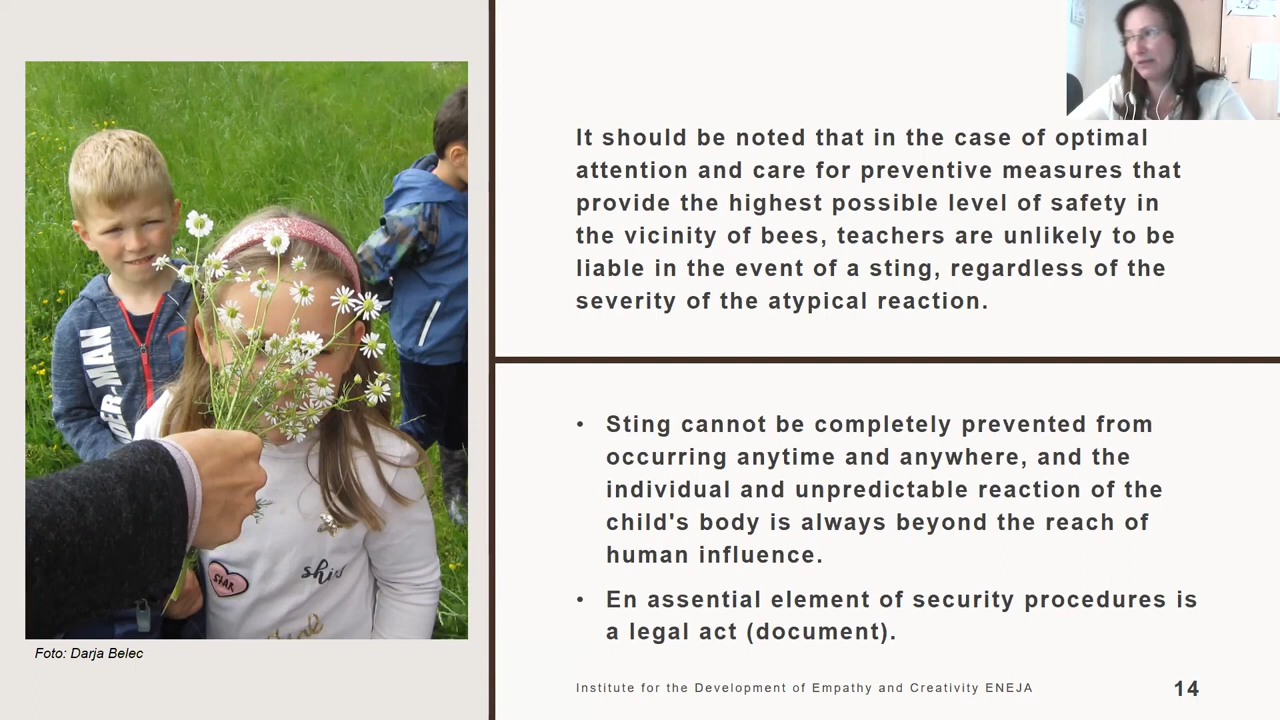 It should be noted that in the case of optimal
attention and care for preventive measures that
provide the highest possible level of safety in
the vicinity of bees, teachers are unlikely to be
liable in the event of a sting, regardless of the
severity of the atypical reaction.
• Sting cannot be completely prevented from
occurring anytime and anywhere, and the
individual and unpredictable reaction of the
child's body is always beyond the reach of
human influence.
• En assential element of security procedures is
a legal act (document).
Institute for the Development of Empathy and Creativity ENEJA
14
ER-MAN
STAR
Foto: Darja Belec